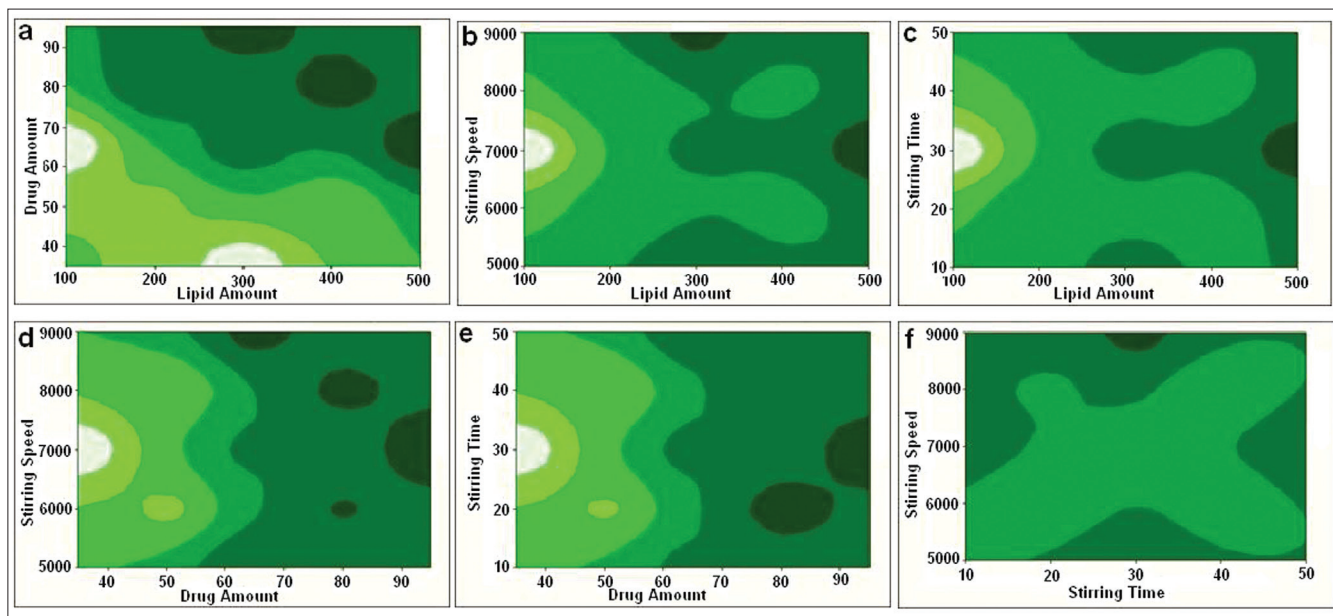 a
90
80
70
60
50
40
Drug Amount
100 200 300 400 500
Lipid Amount
b
9000
8000
7000
6000
5000
Stirring Speed
100 200 300 400 500
Lipid Amount
c
50
40
30
20
10
Stirring Time
100 200 300 400 500
Lipid Amount
d
9000
8000
7000
6000
5000
Stirring Speed
40 50 60 70 80 90
Drug Amount
e
50
40
30
20
10
Stirring Time
40 50 60 70 80 90
Drug Amount
f
9000
8000
7000
6000
5000
Stirring Speed
10 20 30 40 50
Stirring Time